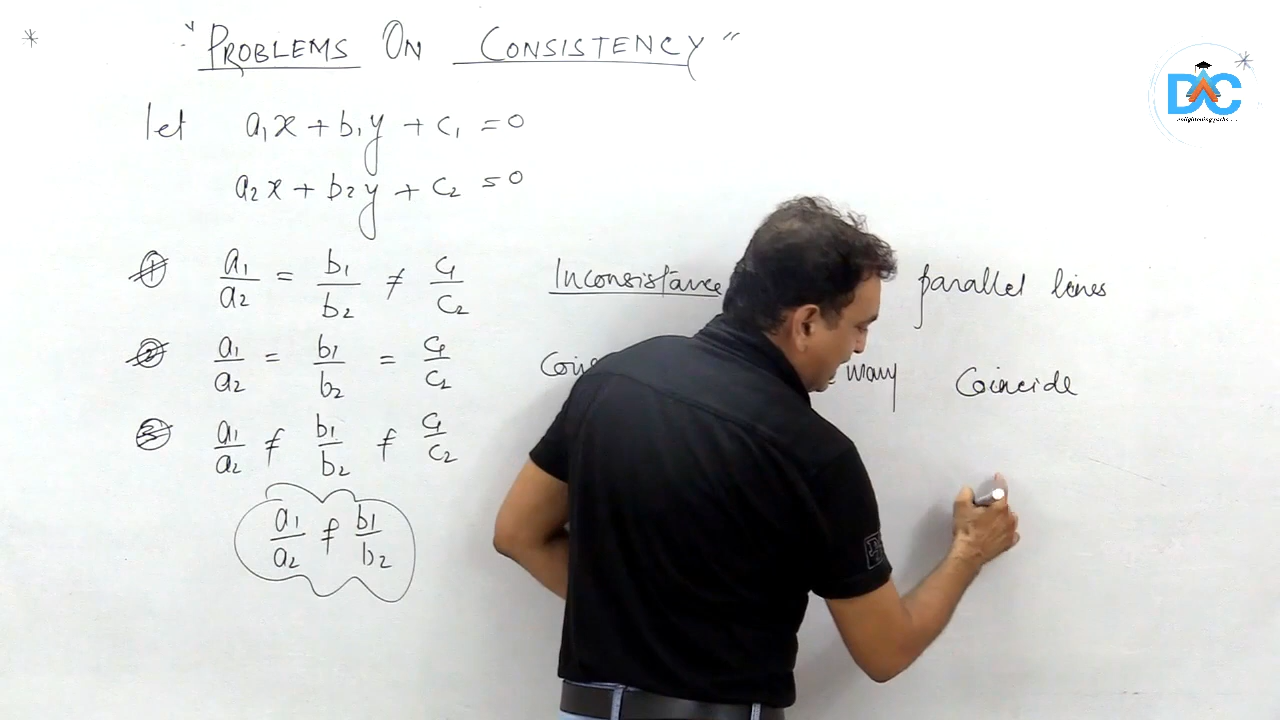 "PROBLEMS ON CONSISTENCY"
DAC
let a₁x + b₁y + c₁ = 0
a₂x + b₂y + c₂ = 0
① a₁/a₂ = b₁/b₂ ≠ c₁/c₂ Inconsistance parallel lines
② a₁/a₂ = b₁/b₂ = c₁/c₂ many Coincide
③ a₁/a₂ ≠ b₁/b₂ ≠ c₁/c₂
a₁/a₂ ≠ b₁/b₂